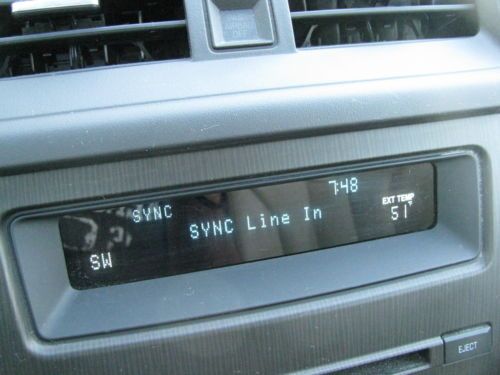 SYNC
7:48
EXT TEMP
SYNC Line In
51°F
SW
EJECT